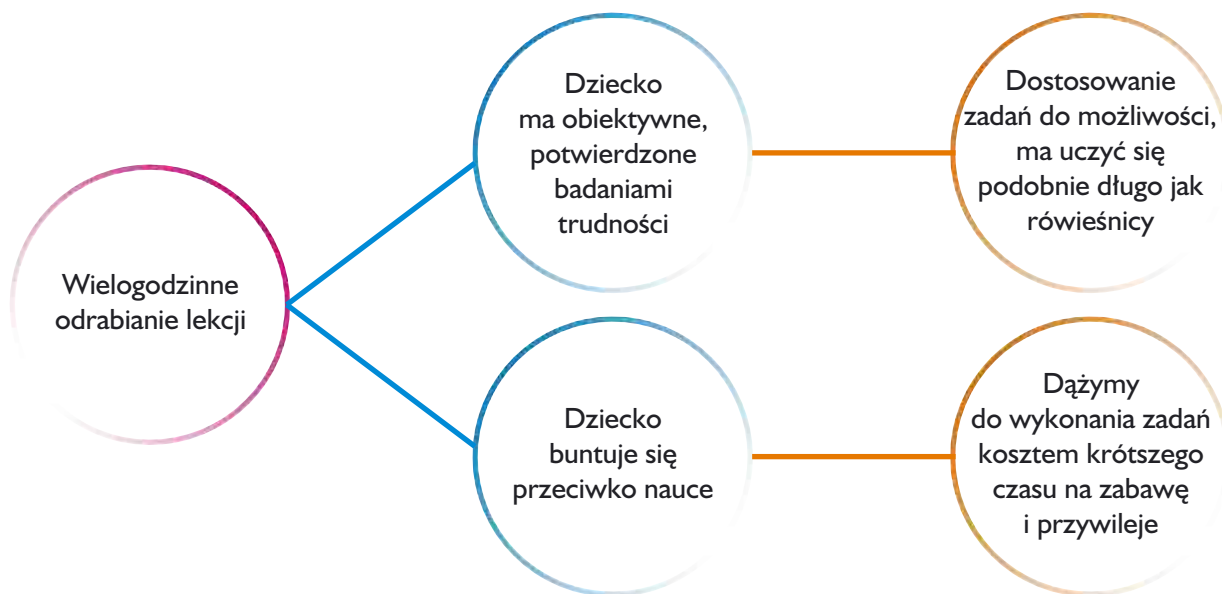 Wielogodzinne
odrabianie lekcji
Dziecko
ma obiektywne,
potwierdzone
badaniami
trudności
Dostosowanie
zadań do możliwości,
ma uczyć się
podobnie długo jak
rówieśnicy
Dziecko
buntuje się
przeciwko nauce
Dążymy
do wykonania zadań
kosztem krótszego
czasu na zabawę
i przywileje